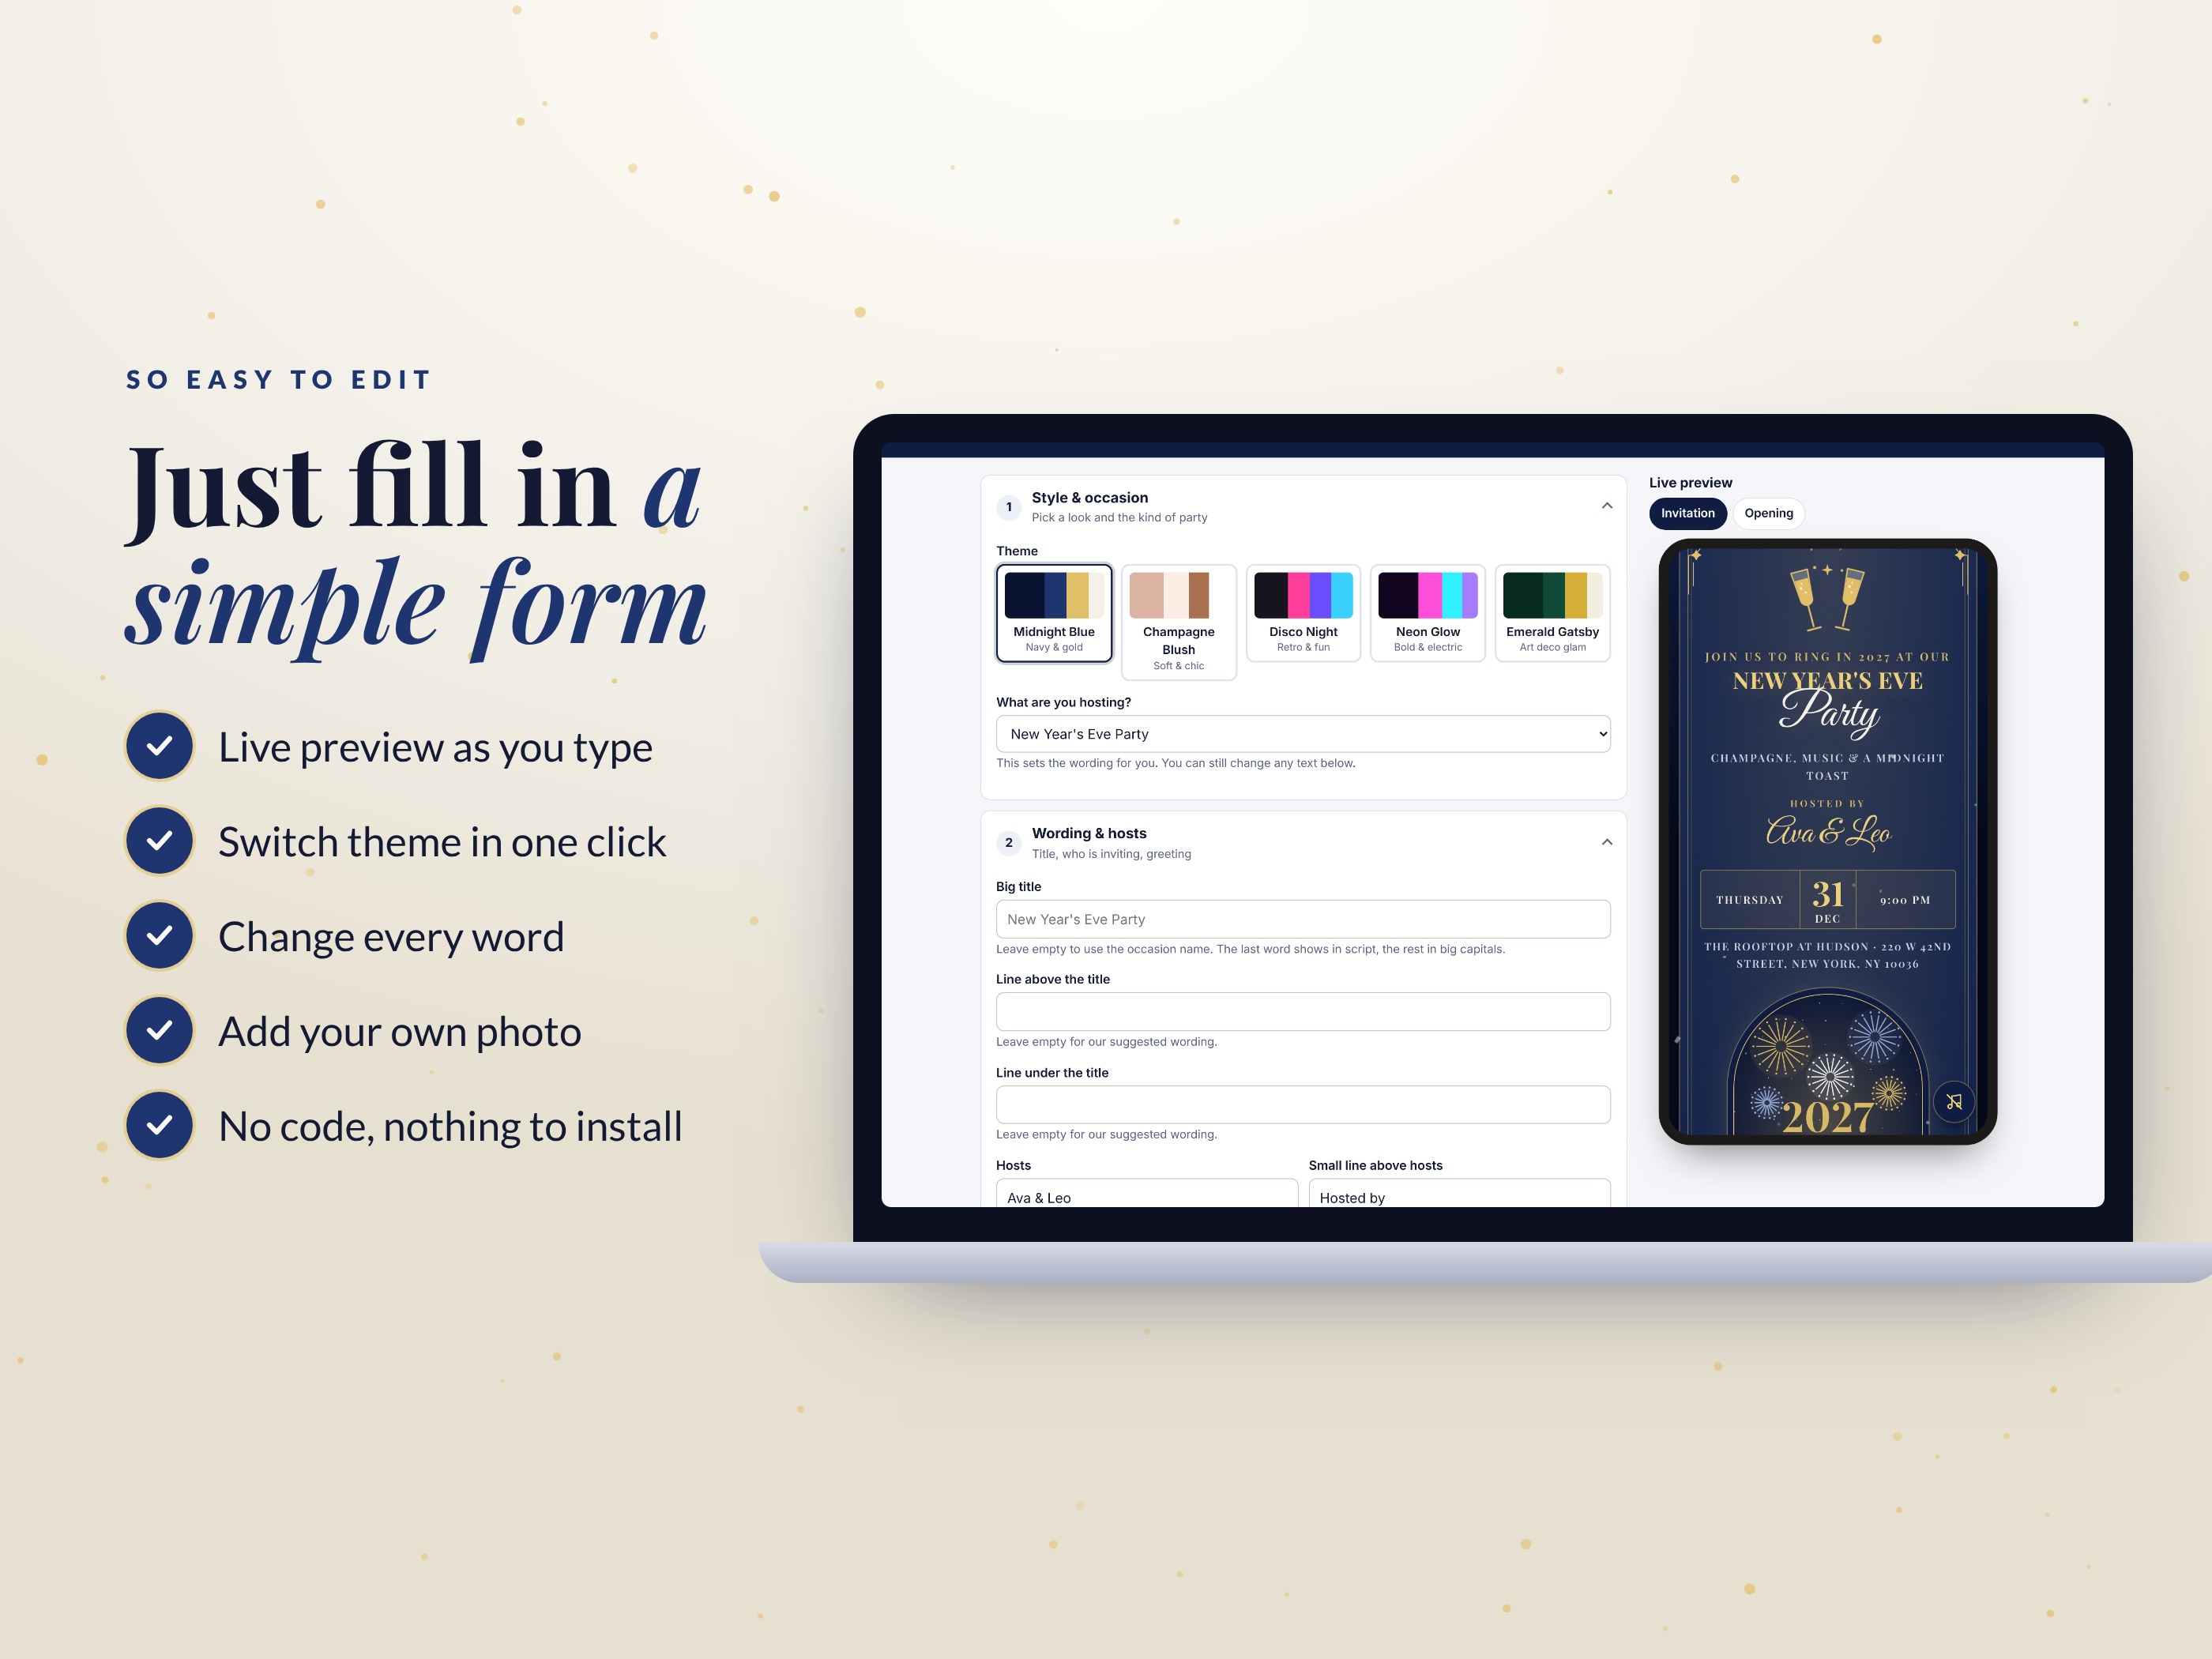 SO EASY TO EDIT
Just fill in a
simple form
Live preview as you type
Switch theme in one click
Change every word
Add your own photo
No code, nothing to install
1
Style & occasion
Pick a look and the kind of party
Theme
Midnight Blue
Navy & gold
Champagne
Blush
Soft & chic
Disco Night
Retro & fun
Neon Glow
Bold & electric
Emerald Gatsby
Art deco glam
What are you hosting?
New Year's Eve Party
This sets the wording for you. You can still change any text below.
2
Wording & hosts
Title, who is inviting, greeting
Big title
New Year's Eve Party
Leave empty to use the occasion name. The last word shows in script, the rest in big capitals.
Line above the title
Leave empty for our suggested wording.
Line under the title
Leave empty for our suggested wording.
Hosts
Small line above hosts
Ava & Leo
Hosted by
Live preview
Invitation
Opening
JOIN US TO RING IN 2027 AT OUR
NEW YEAR'S EVE
Party
CHAMPAGNE, MUSIC & A MIDNIGHT
TOAST
HOSTED BY
Ava & Leo
THURSDAY
31
DEC
9:00 PM
THE ROOFTOP AT HUDSON · 220 W 42ND
STREET, NEW YORK, NY 10036
2027